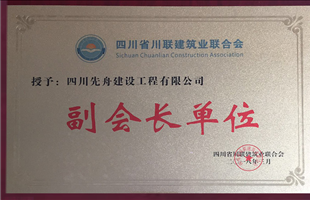 四川省川联建筑业联合会
Sichuan Chuanlian Construction Association
授予：四川先舟建设工程有限公司
副会长单位
四川省川联建筑业联合会